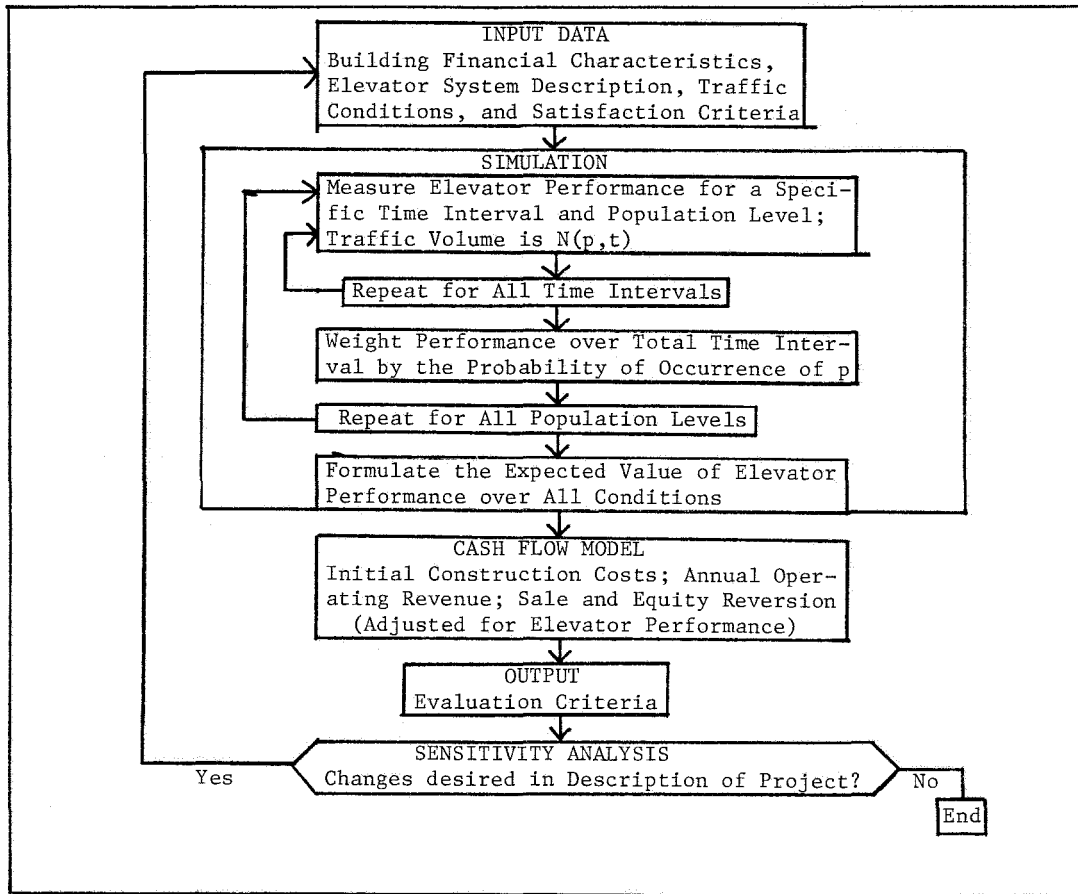 INPUT DATA
Building Financial Characteristics,
Elevator System Description, Traffic
Conditions, and Satisfaction Criteria
SIMULATION
Measure Elevator Performance for a Speci-
fic Time Interval and Population Level;
Traffic Volume is N(p,t)
Repeat for All Time Intervals
Weight Performance over Total Time Inter-
val by the Probability of Occurrence of p
Repeat for All Population Levels
Formulate the Expected Value of Elevator
Performance over All Conditions
CASH FLOW MODEL
Initial Construction Costs; Annual Oper-
ating Revenue; Sale and Equity Reversion
(Adjusted for Elevator Performance)
OUTPUT
Evaluation Criteria
SENSITIVITY ANALYSIS
Changes desired in Description of Project?
Yes
No
End